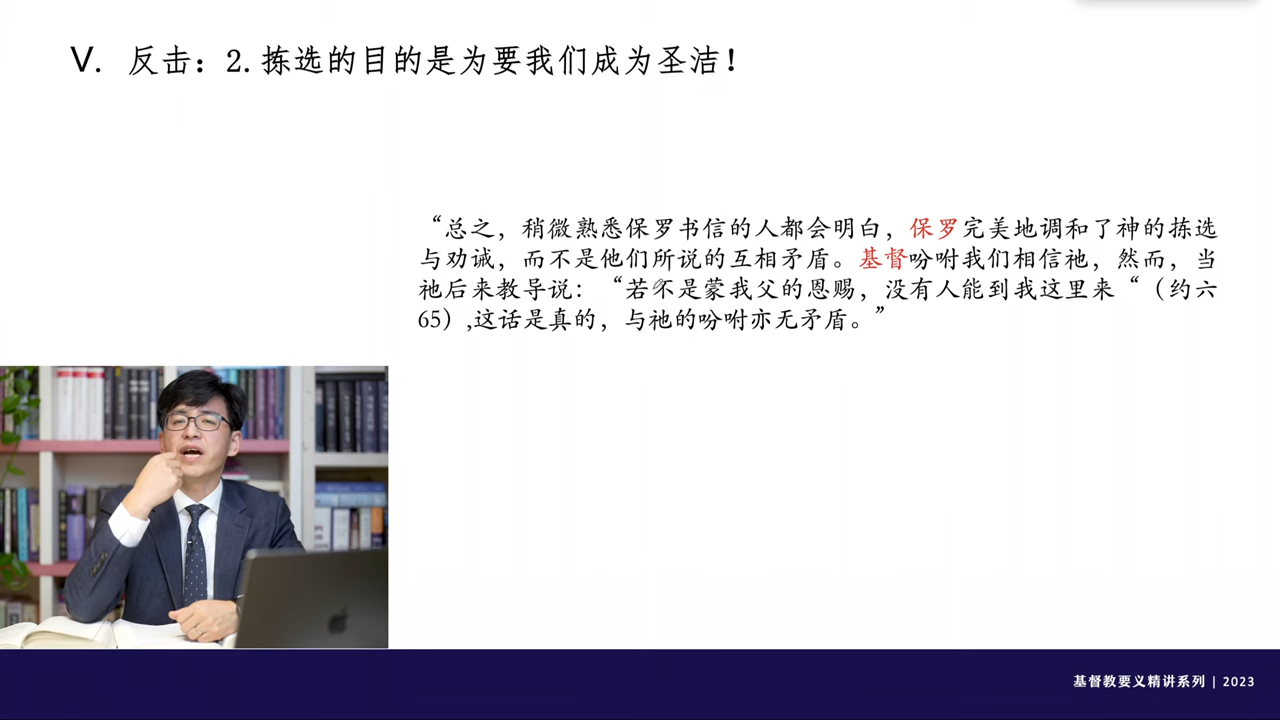 V. 反击：2.拣选的目的是为要我们成为圣洁！
“总之，稍微熟悉保罗书信的人都会明白，保罗完美地调和了神的拣选
与劝诫，而不是他们所说的互相矛盾。基督吩咐我们相信祂，然而，当
祂后来教导说：“若不是蒙我父的恩赐，没有人能到我这里来“（约六
65）,这话是真的，与祂的吩咐亦无矛盾。”
基督教要义精讲系列 | 2023